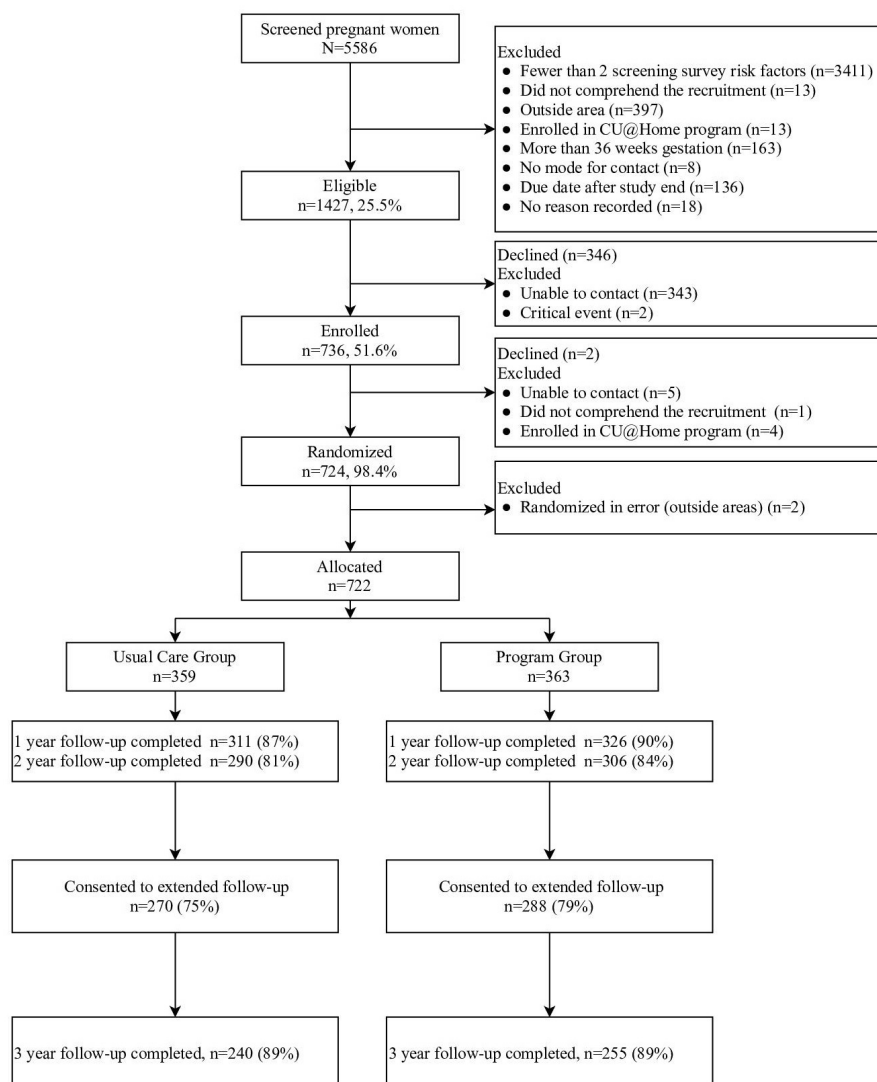 Screened pregnant women
N=5586
Excluded
● Fewer than 2 screening survey risk factors (n=3411)
● Did not comprehend the recruitment (n=13)
● Outside area (n=397)
● Enrolled in CU@Home program (n=13)
● More than 36 weeks gestation (n=163)
● No mode for contact (n=8)
● Due date after study end (n=136)
● No reason recorded (n=18)
Eligible
n=1427, 25.5%
Declined (n=346)
Excluded
● Unable to contact (n=343)
● Critical event (n=2)
Enrolled
n=736, 51.6%
Declined (n=2)
Excluded
● Unable to contact (n=5)
● Did not comprehend the recruitment (n=1)
● Enrolled in CU@Home program (n=4)
Randomized
n=724, 98.4%
Excluded
● Randomized in error (outside areas) (n=2)
Allocated
n=722
Usual Care Group
n=359
Program Group
n=363
1 year follow-up completed n=311 (87%)
2 year follow-up completed n=290 (81%)
1 year follow-up completed n=326 (90%)
2 year follow-up completed n=306 (84%)
Consented to extended follow-up
n=270 (75%)
Consented to extended follow-up
n=288 (79%)
3 year follow-up completed, n=240 (89%)
3 year follow-up completed, n=255 (89%)